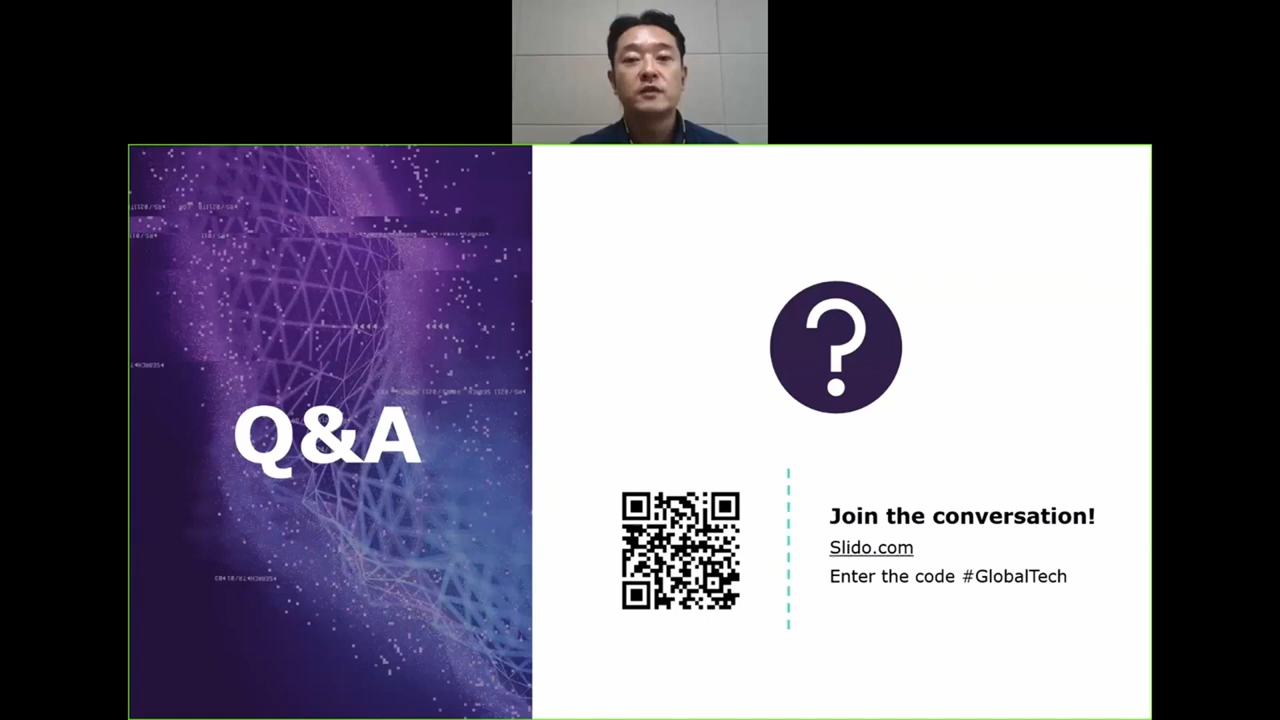 Q&A
?
Join the conversation!
Slido.com
Enter the code #GlobalTech